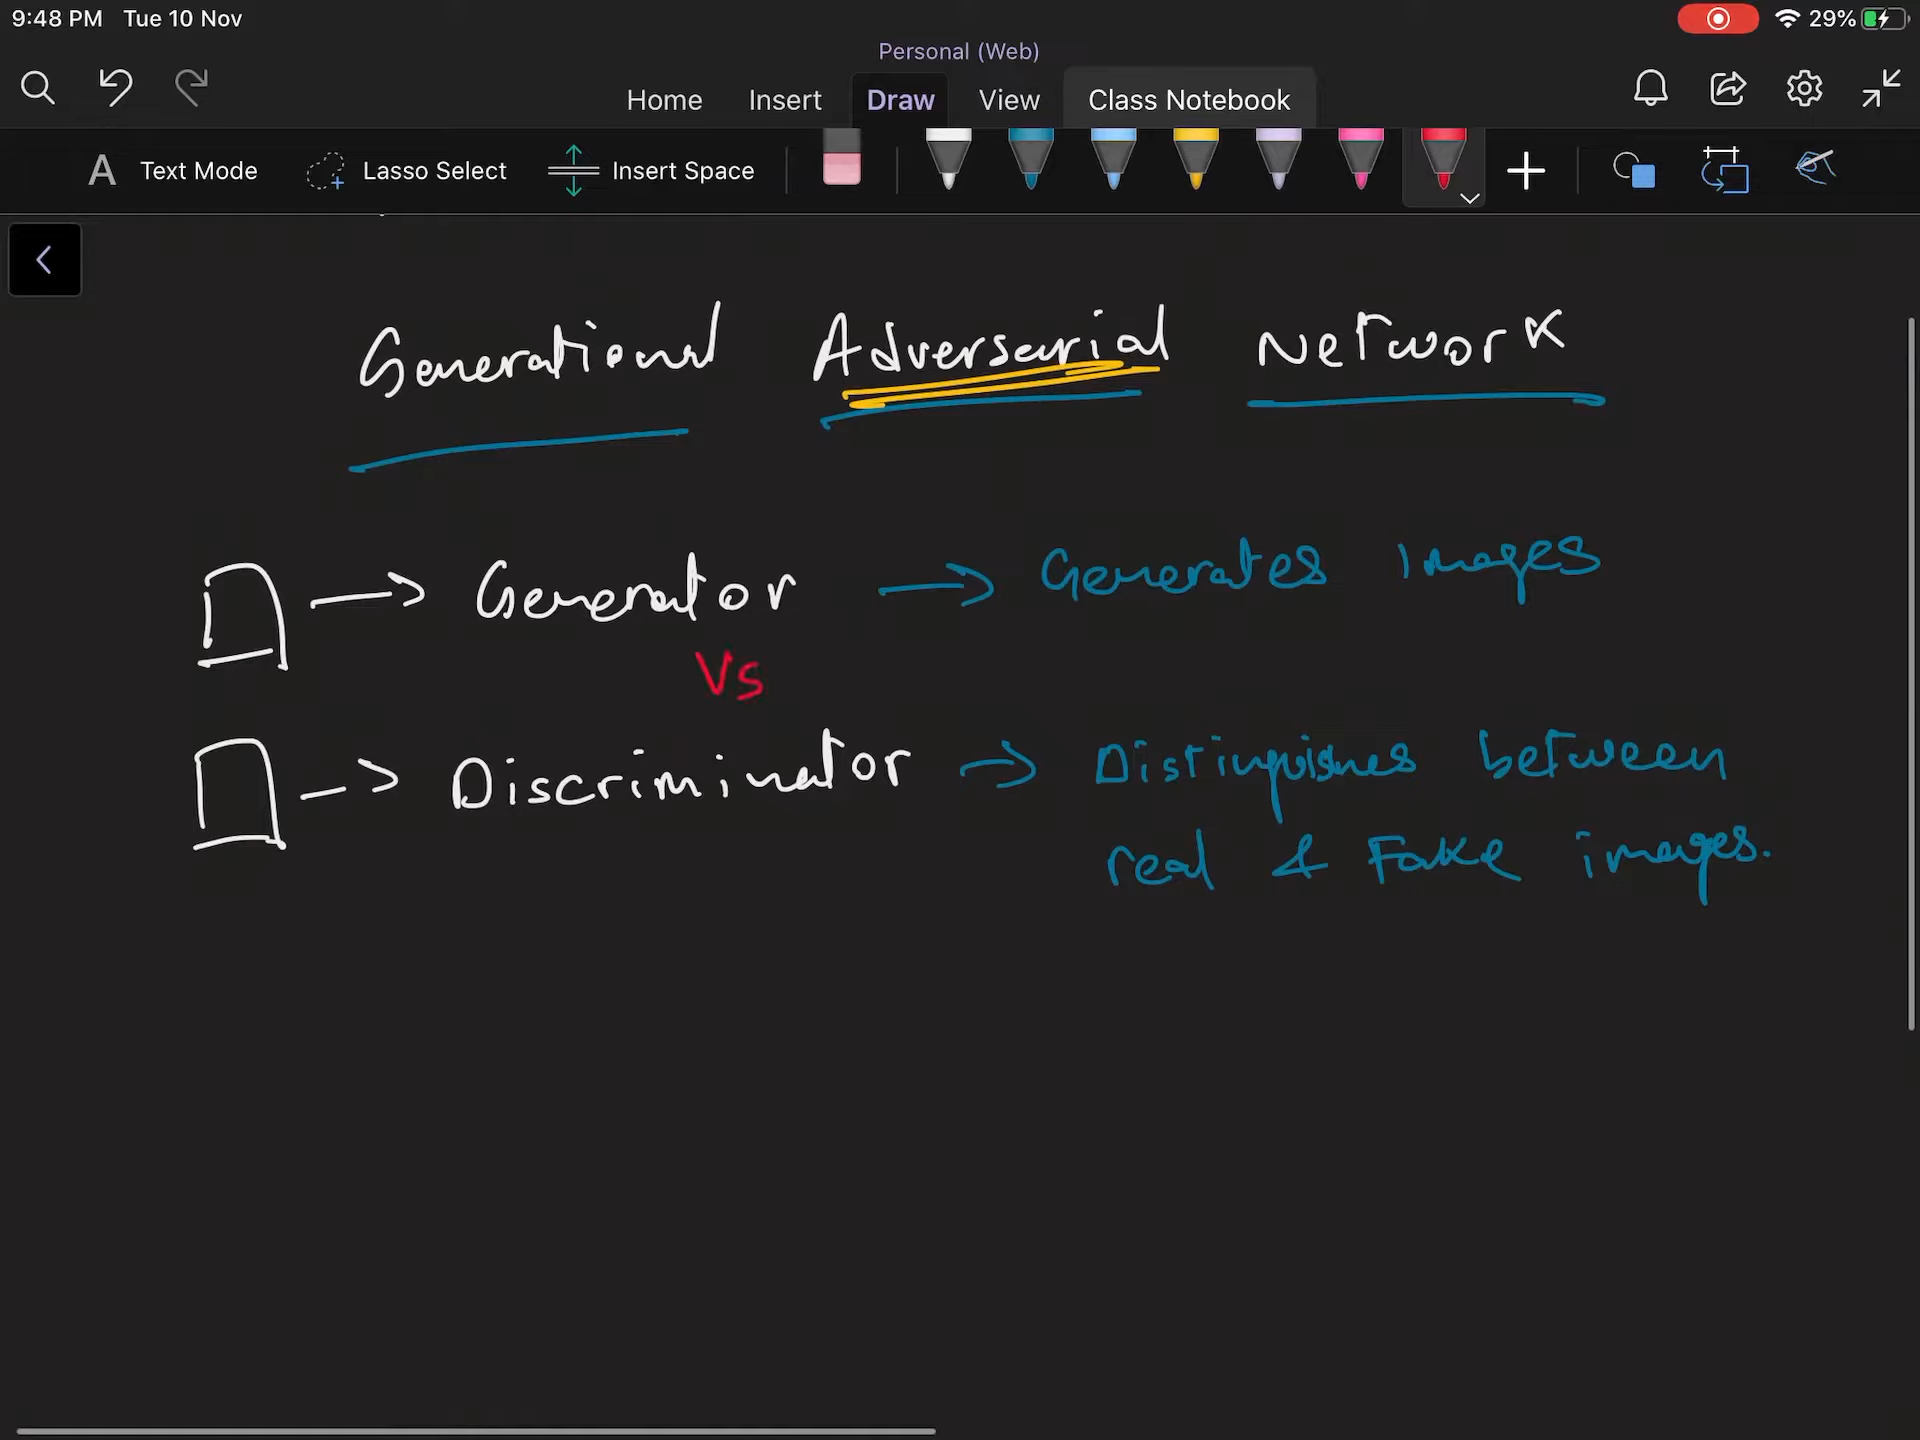 9:48 PM Tue 10 Nov
29%
Personal (Web)
Home Insert Draw View Class Notebook
A Text Mode Lasso Select Insert Space
Generational Adversarial Network
Generator → Generates Images
Vs
Discriminator → Distinguishes between
real & Fake images.